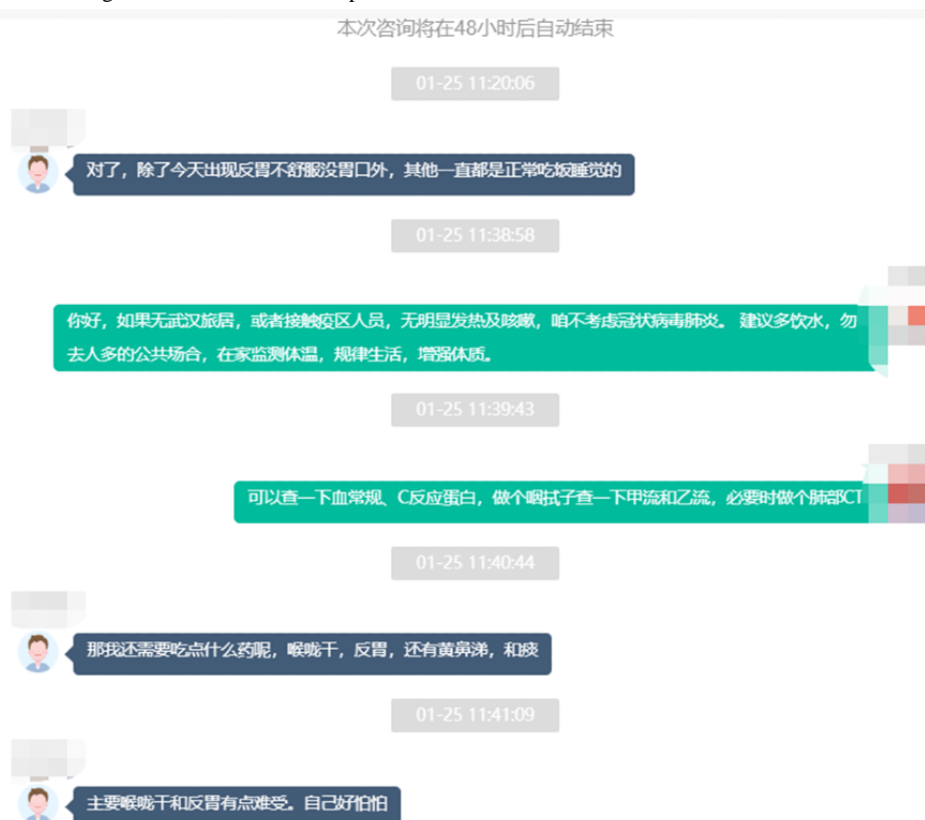 本次咨询将在48小时后自动结束
01-25 11:20:06
对了，除了今天出现反胃不舒服没胃口外，其他一直都是正常吃饭睡觉的
01-25 11:38:58
你好，如果无武汉旅居，或者接触疫区人员，无明显发热及咳嗽，咱不考虑冠状病毒肺炎。 建议多饮水，勿
去人多的公共场合，在家监测体温，规律生活，增强体质。
01-25 11:39:43
可以查一下血常规、C反应蛋白，做个咽拭子查一下甲流和乙流，必要时做个肺部CT
01-25 11:40:44
那我还需要吃点什么药呢，喉咙干，反胃，还有黄鼻涕，和痰
01-25 11:41:09
主要喉咙干和反胃有点难受。自己好怕怕